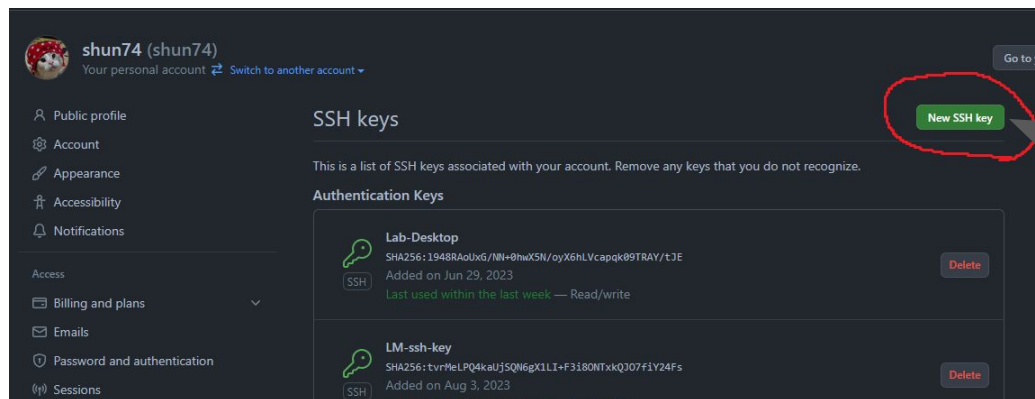 shun74 (shun74)
Your personal account Switch to another account
Go to
Public profile
Account
Appearance
Accessibility
Notifications
Access
Billing and plans
Emails
Password and authentication
Sessions
SSH keys
New SSH key
This is a list of SSH keys associated with your account. Remove any keys that you do not recognize.
Authentication Keys
Lab-Desktop
SHA256:1948RAoUxG/NN+0hwX5N/oyX6hLVcapqk09TRAY/tJE
SSH
Added on Jun 29, 2023
Last used within the last week — Read/write
Delete
LM-ssh-key
SHA256:tvrMeLPQ4kaUjSQN6gX1LI+F3i8ONTxkQJO7fiY24Fs
SSH
Added on Aug 3, 2023
Delete